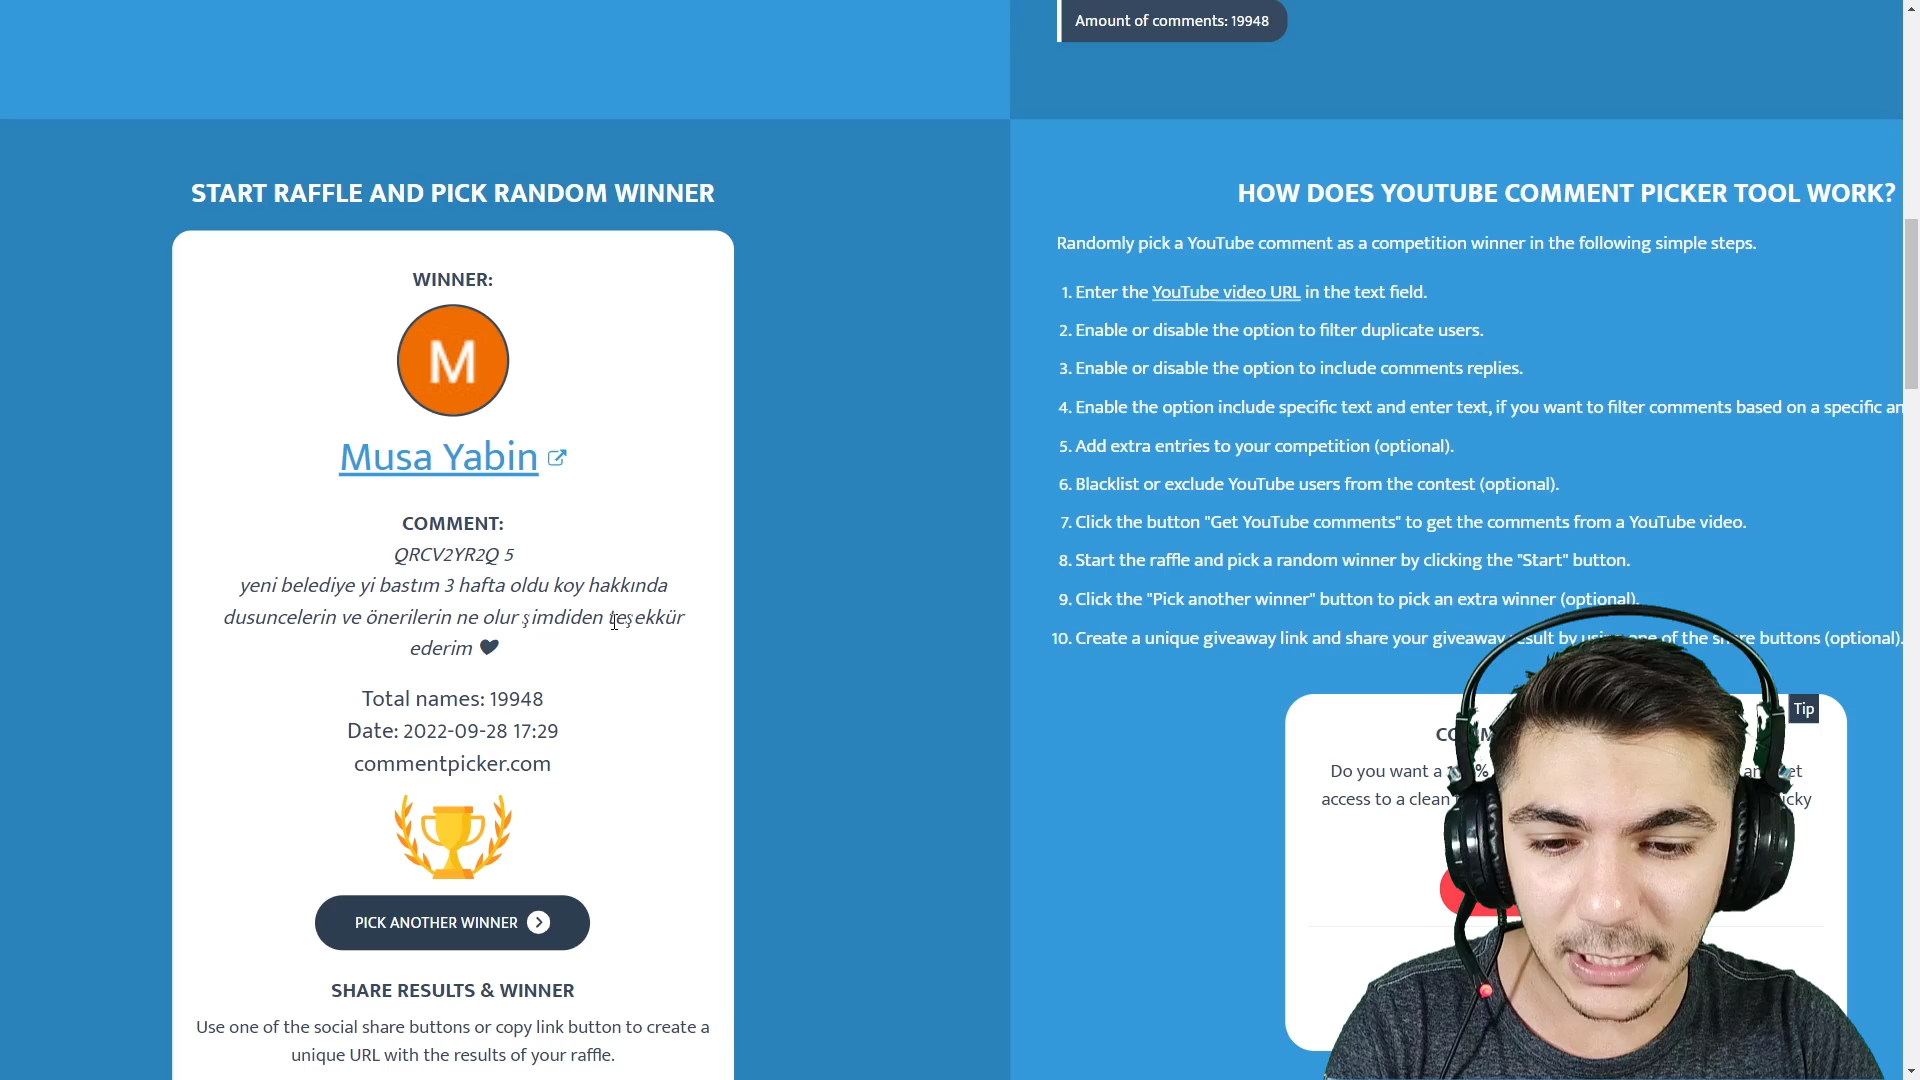 Amount of comments: 19948
START RAFFLE AND PICK RANDOM WINNER
WINNER:
M
Musa Yabin
COMMENT:
QRCV2YR2Q 5
yeni belediye yi bastım 3 hafta oldu koy hakkında
dusuncelerin ve önerilerin ne olur şimdiden teşekkür
ederim 🖤
Total names: 19948
Date: 2022-09-28 17:29
commentpicker.com
PICK ANOTHER WINNER
SHARE RESULTS & WINNER
Use one of the social share buttons or copy link button to create a
unique URL with the results of your raffle.
HOW DOES YOUTUBE COMMENT PICKER TOOL WORK?
Randomly pick a YouTube comment as a competition winner in the following simple steps.
1. Enter the YouTube video URL in the text field.
2. Enable or disable the option to filter duplicate users.
3. Enable or disable the option to include comments replies.
4. Enable the option include specific text and enter text, if you want to filter comments based on a specific
5. Add extra entries to your competition (optional).
6. Blacklist or exclude YouTube users from the contest (optional).
7. Click the button "Get YouTube comments" to get the comments from a YouTube video.
8. Start the raffle and pick a random winner by clicking the "Start" button.
9. Click the "Pick another winner" button to pick an extra winner (optional).
10. Create a unique giveaway link and share your giveaway result by using one of the share buttons (optional).
Tip
Do you want a
access to a clean